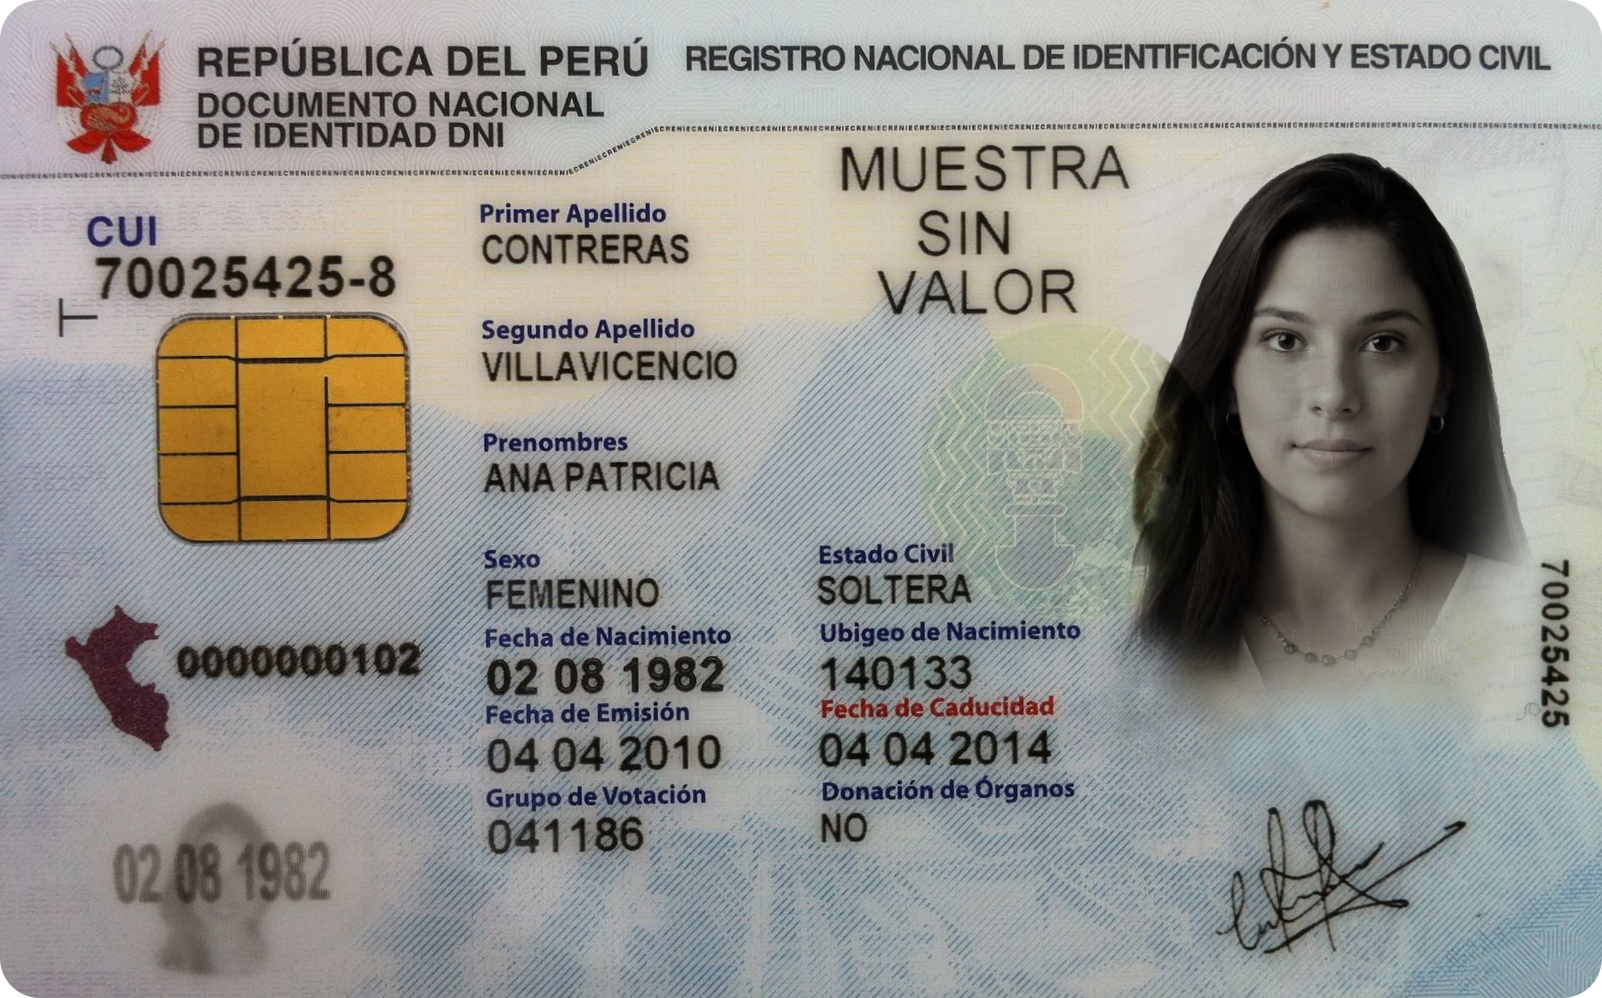 REPÚBLICA DEL PERÚ
DOCUMENTO NACIONAL
DE IDENTIDAD DNI
REGISTRO NACIONAL DE IDENTIFICACIÓN Y ESTADO CIVIL
MUESTRA
SIN
VALOR
CUI
70025425-8
Primer Apellido
CONTRERAS
Segundo Apellido
VILLAVICENCIO
Prenombres
ANA PATRICIA
Sexo
FEMENINO
Estado Civil
SOLTERA
Fecha de Nacimiento
02 08 1982
Ubigeo de Nacimiento
140133
Fecha de Emisión
04 04 2010
Fecha de Caducidad
04 04 2014
Grupo de Votación
041186
Donación de Órganos
NO
0000000102
02 08 1982
70025425